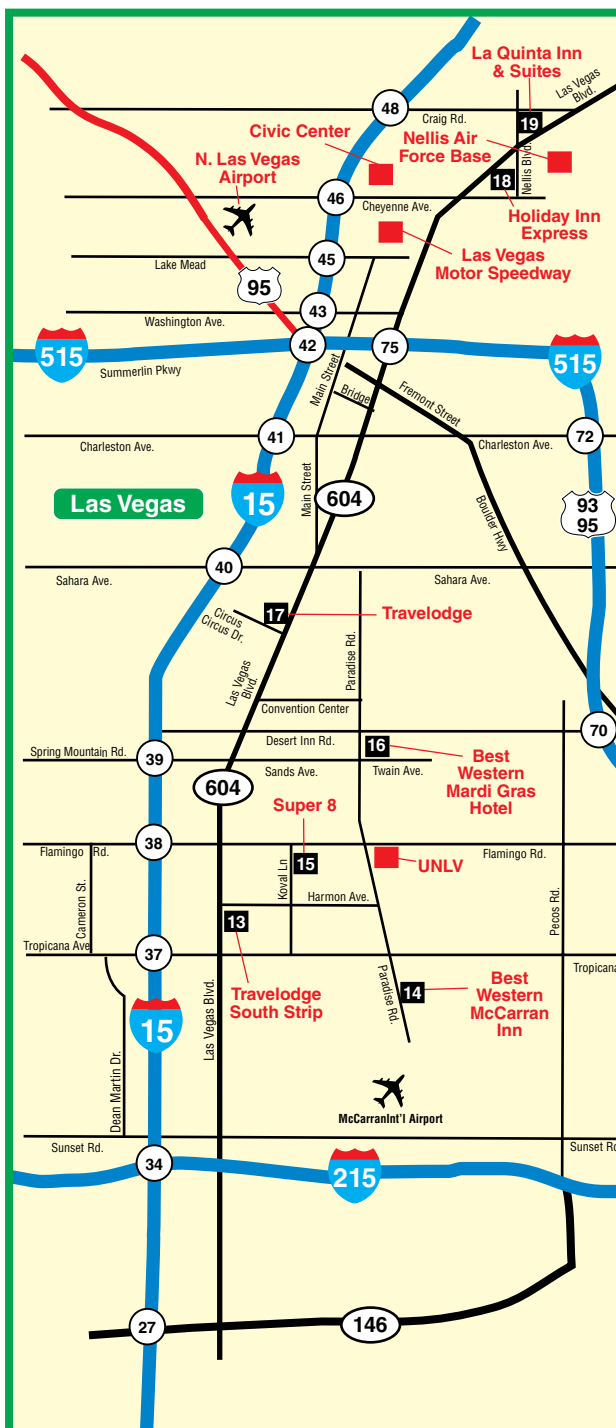 La Quinta Inn
& Suites
Las Vegas
Blvd.
48
Craig Rd.
19
Civic Center
Nellis Air
Force Base
Nellis Blvd.
N. Las Vegas
Airport
18
46
Cheyenne Ave.
Holiday Inn
Express
Lake Mead
45
Las Vegas
Motor Speedway
95
43
Washington Ave.
42
75
515
515
Summerlin Pkwy
Main Street
Bridge
Fremont Street
Charleston Ave.
41
Charleston Ave.
72
Las Vegas
15
Main Street
604
93
95
Boulder Hwy
40
Sahara Ave.
Sahara Ave.
17
Travelodge
Circus
Circus Dr.
Paradise Rd.
Las Vegas
Blvd.
Convention Center
Desert Inn Rd.
16
70
Spring Mountain Rd.
39
Sands Ave.
Twain Ave.
Best
Western
Mardi Gras
Hotel
604
Super 8
38
Flamingo Rd.
Flamingo Rd.
15
UNLV
Koval Ln
Cameron St.
Harmon Ave.
Pecos Rd.
13
Tropicana Ave
37
Tropicana
Travelodge
South Strip
14
Best
Western
McCarran
Inn
Paradise Rd.
Las Vegas Blvd.
15
Dean Martin Dr.
McCarranInt'l Airport
Sunset Rd.
Sunset Rd.
34
215
27
146